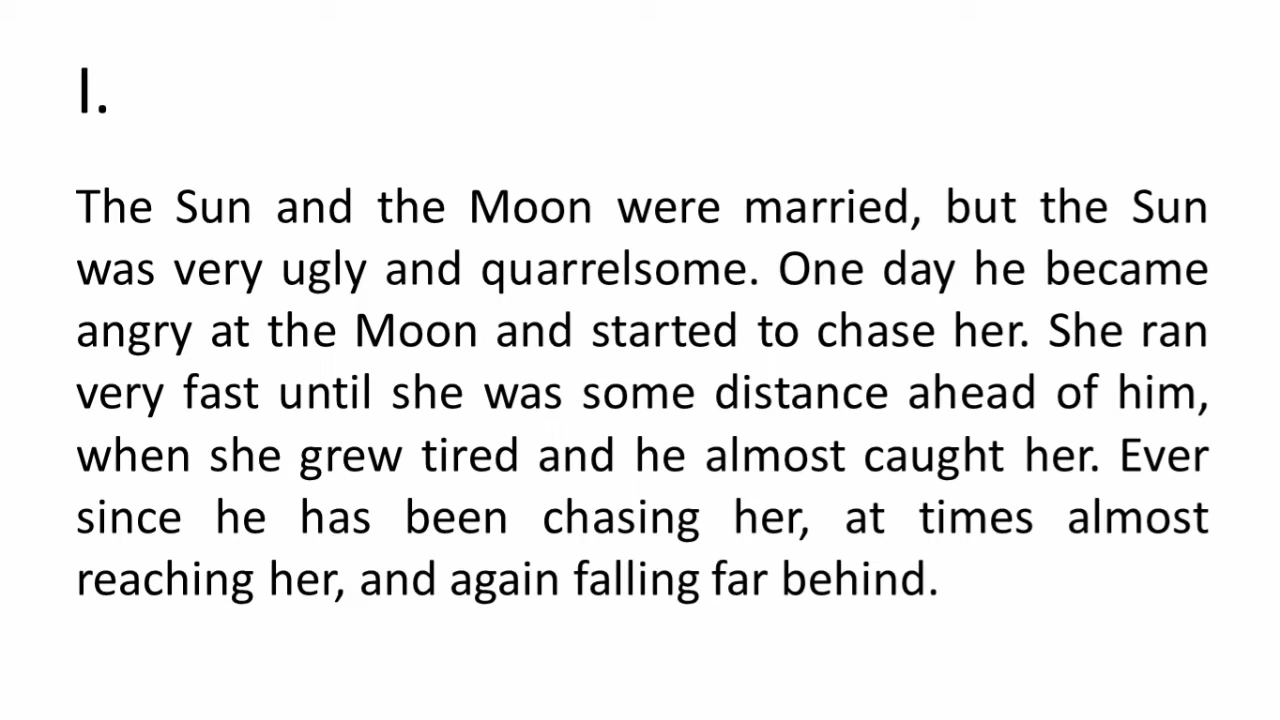 I.
The Sun and the Moon were married, but the Sun
was very ugly and quarrelsome. One day he became
angry at the Moon and started to chase her. She ran
very fast until she was some distance ahead of him,
when she grew tired and he almost caught her. Ever
since he has been chasing her, at times almost
reaching her, and again falling far behind.